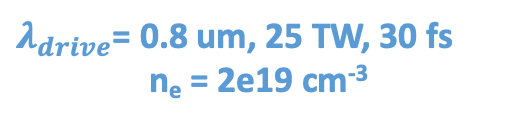 λdrive= 0.8 um, 25 TW, 30 fs
ne = 2e19 cm-3